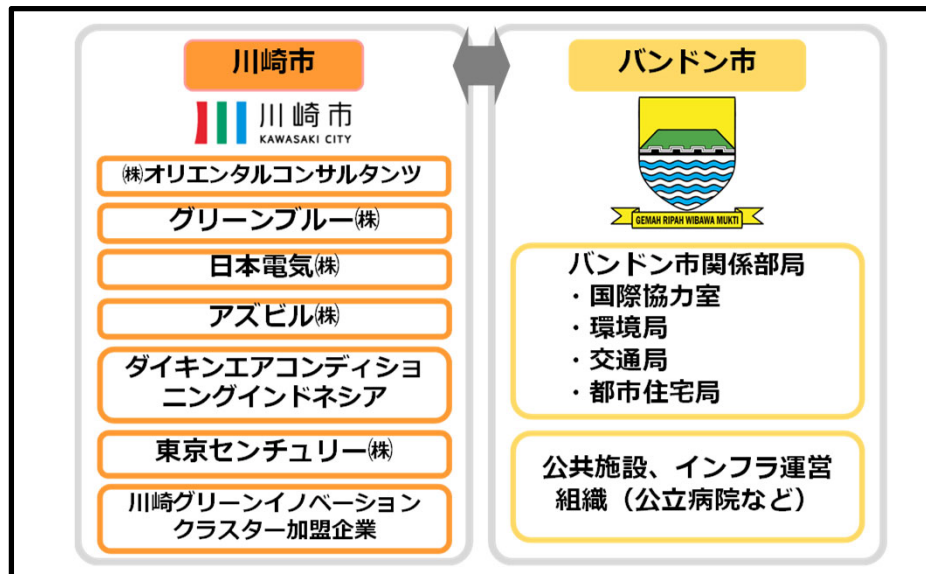 川崎市
川崎市
KAWASAKI CITY
㈱オリエンタルコンサルタンツ
グリーンブルー㈱
日本電気㈱
アズビル㈱
ダイキンエアコンディショ
ニングインドネシア
東京センチュリー㈱
川崎グリーンイノベーション
クラスター加盟企業
バンドン市
GEMAH RIPAH WIBAWA MUKTI
バンドン市関係部局
・国際協力室
・環境局
・交通局
・都市住宅局
公共施設、インフラ運営
組織（公立病院など）